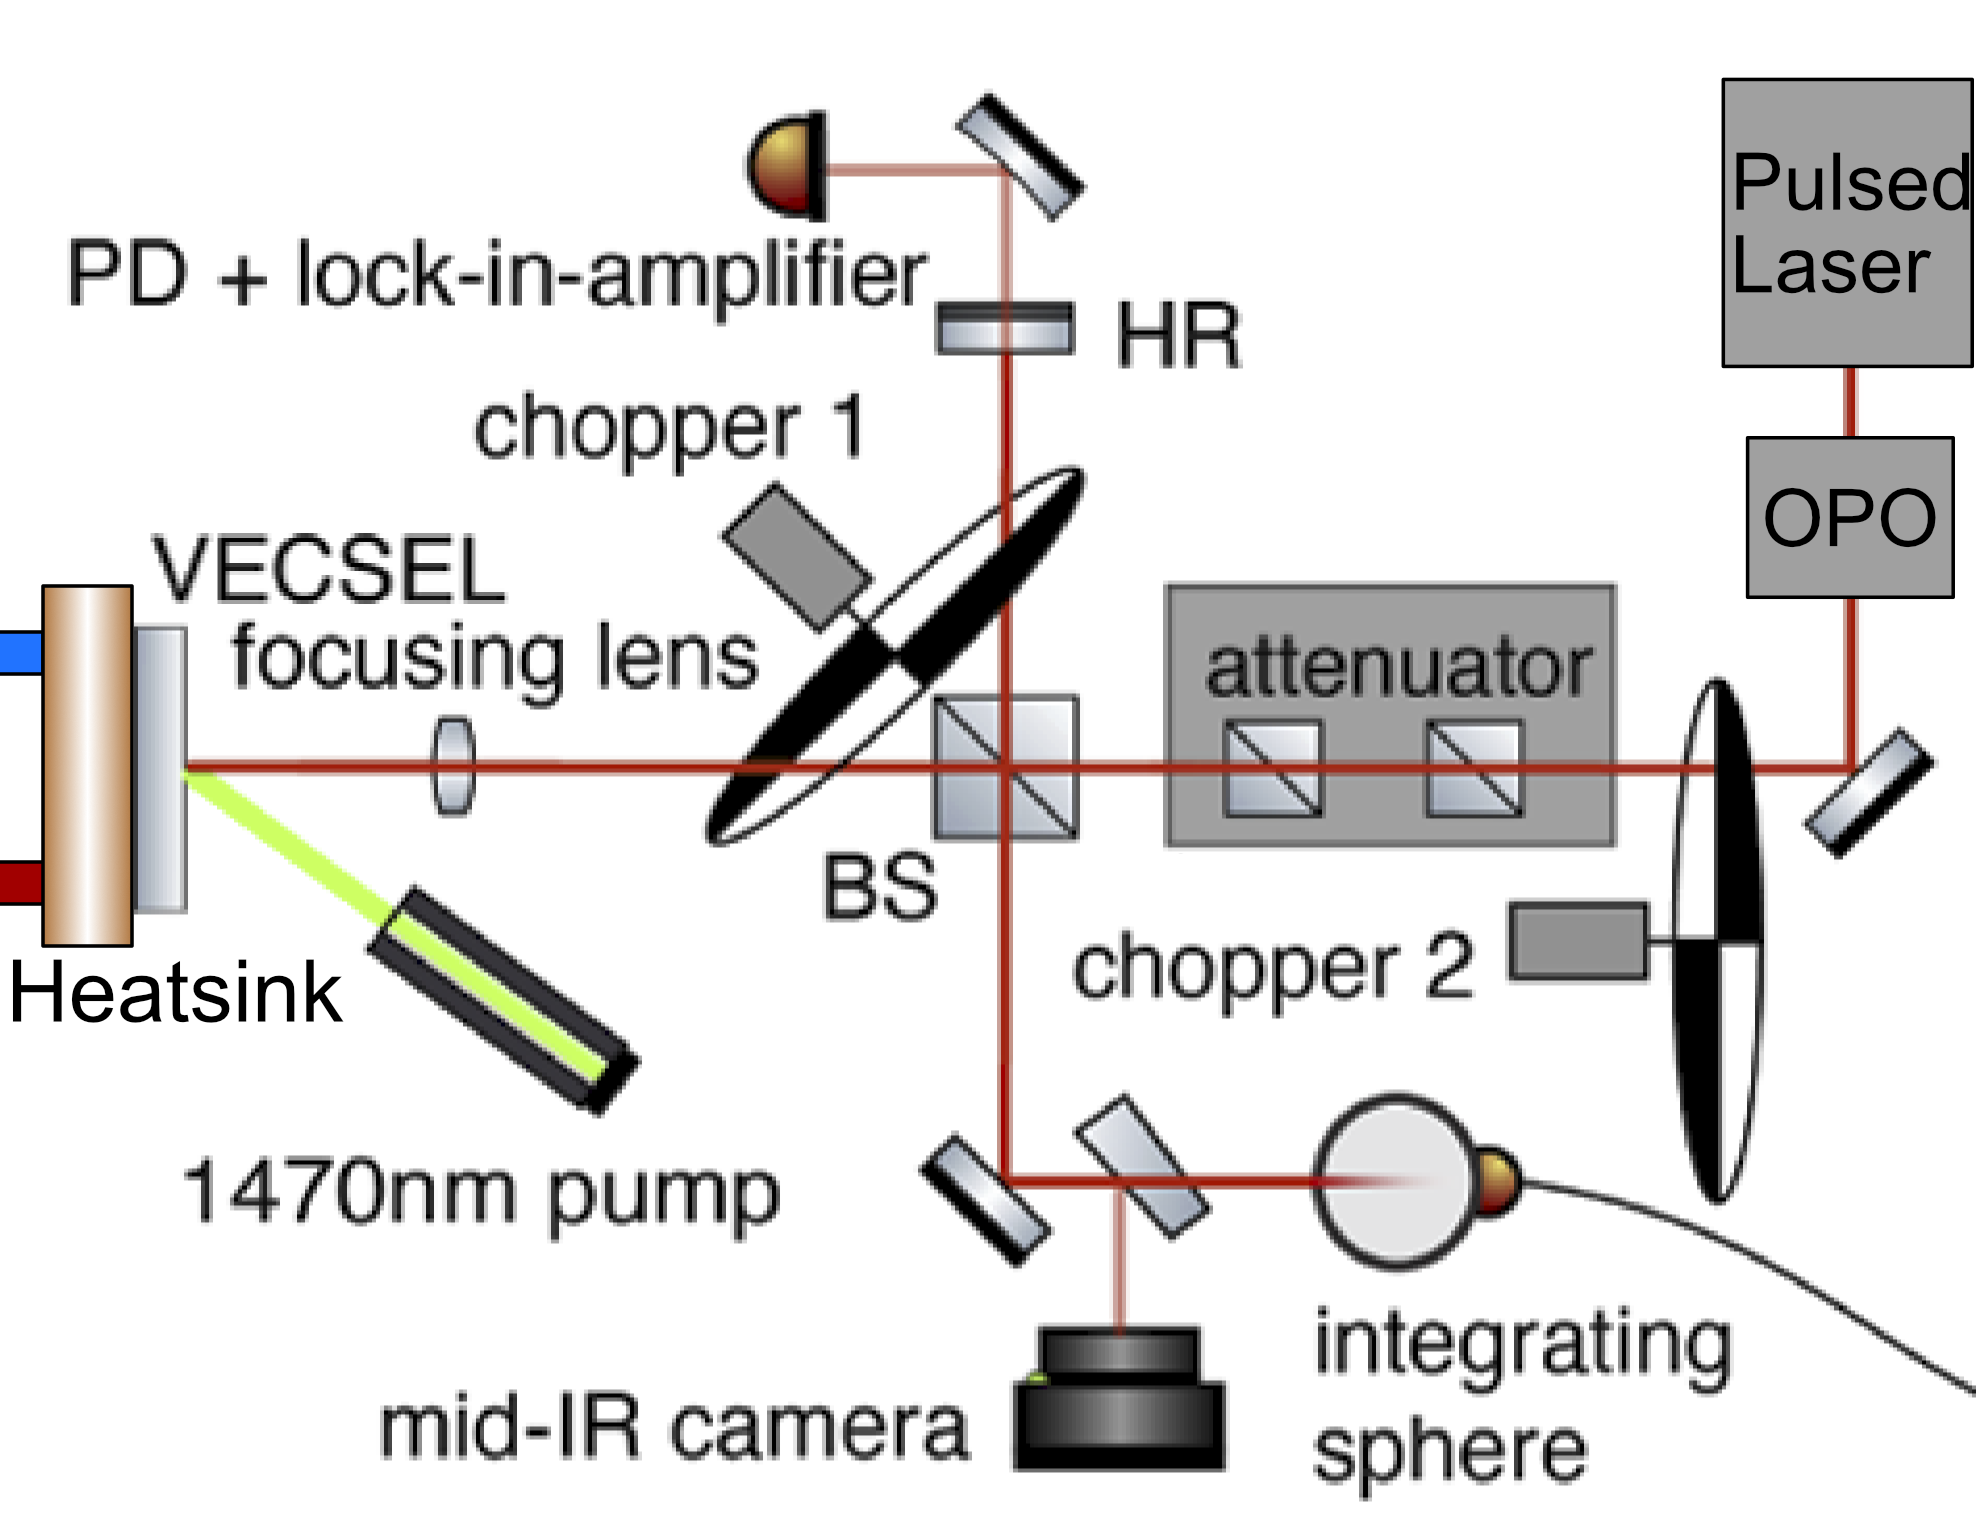 Pulsed
Laser
PD + lock-in-amplifier
HR
chopper 1
OPO
VECSEL
focusing lens
attenuator
BS
chopper 2
Heatsink
1470nm pump
integrating
sphere
mid-IR camera